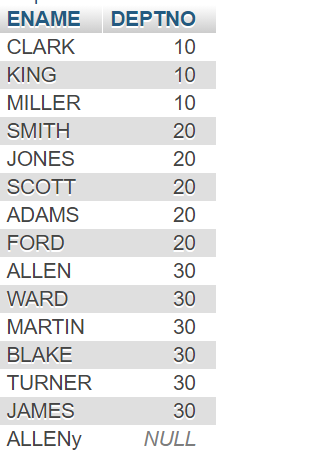 ENAME DEPTNO
CLARK 10
KING 10
MILLER 10
SMITH 20
JONES 20
SCOTT 20
ADAMS 20
FORD 20
ALLEN 30
WARD 30
MARTIN 30
BLAKE 30
TURNER 30
JAMES 30
ALLENy NULL